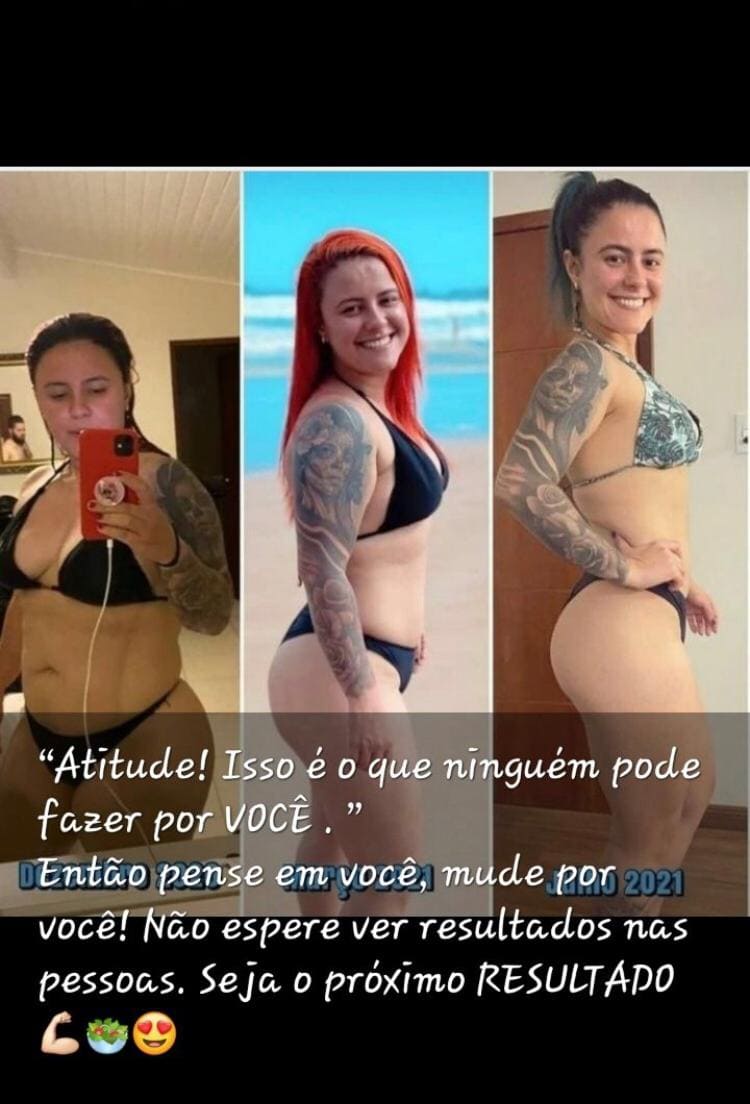 “Atitude! Isso é o que ninguém pode
fazer por VOCÊ . ”
Então pense em você, mude por
você! Não espere ver resultados nas
pessoas. Seja o próximo RESULTADO
💪🏻🥗😍
2021